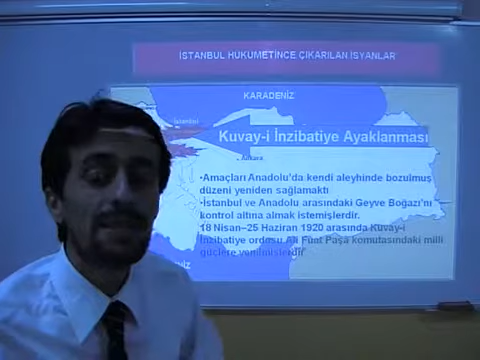 İSTANBUL HÜKUMETİNCE ÇIKARILAN İSYANLAR
KARADENİZ
İstanbul
Kuvay-i İnzibatiye Ayaklanması
Ankara
•Amaçları Anadolu'da kendi aleyhinde bozulmuş
düzeni yeniden sağlamaktı
•İstanbul ve Anadolu arasındaki Geyve Boğazı'nı
kontrol altına almak istemişlerdir.
18 Nisan–25 Haziran 1920 arasında Kuvay-i
İnzibatiye ordusu Ali Fuat Paşa komutasındaki milli
güçlere yenilmişlerdir